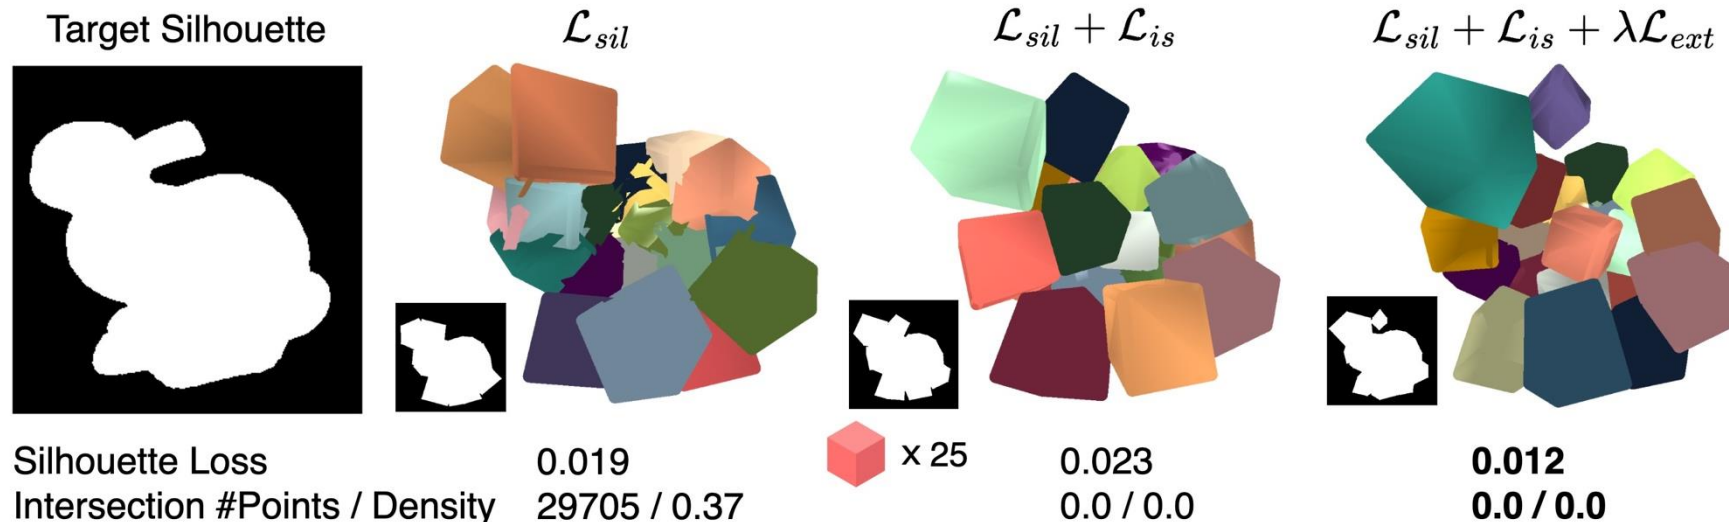 Target Silhouette
𝓛sil
𝓛sil + 𝓛is
𝓛sil + 𝓛is + λ𝓛ext
x 25
Silhouette Loss 0.019 0.023 0.012
Intersection #Points / Density 29705 / 0.37 0.0 / 0.0 0.0 / 0.0